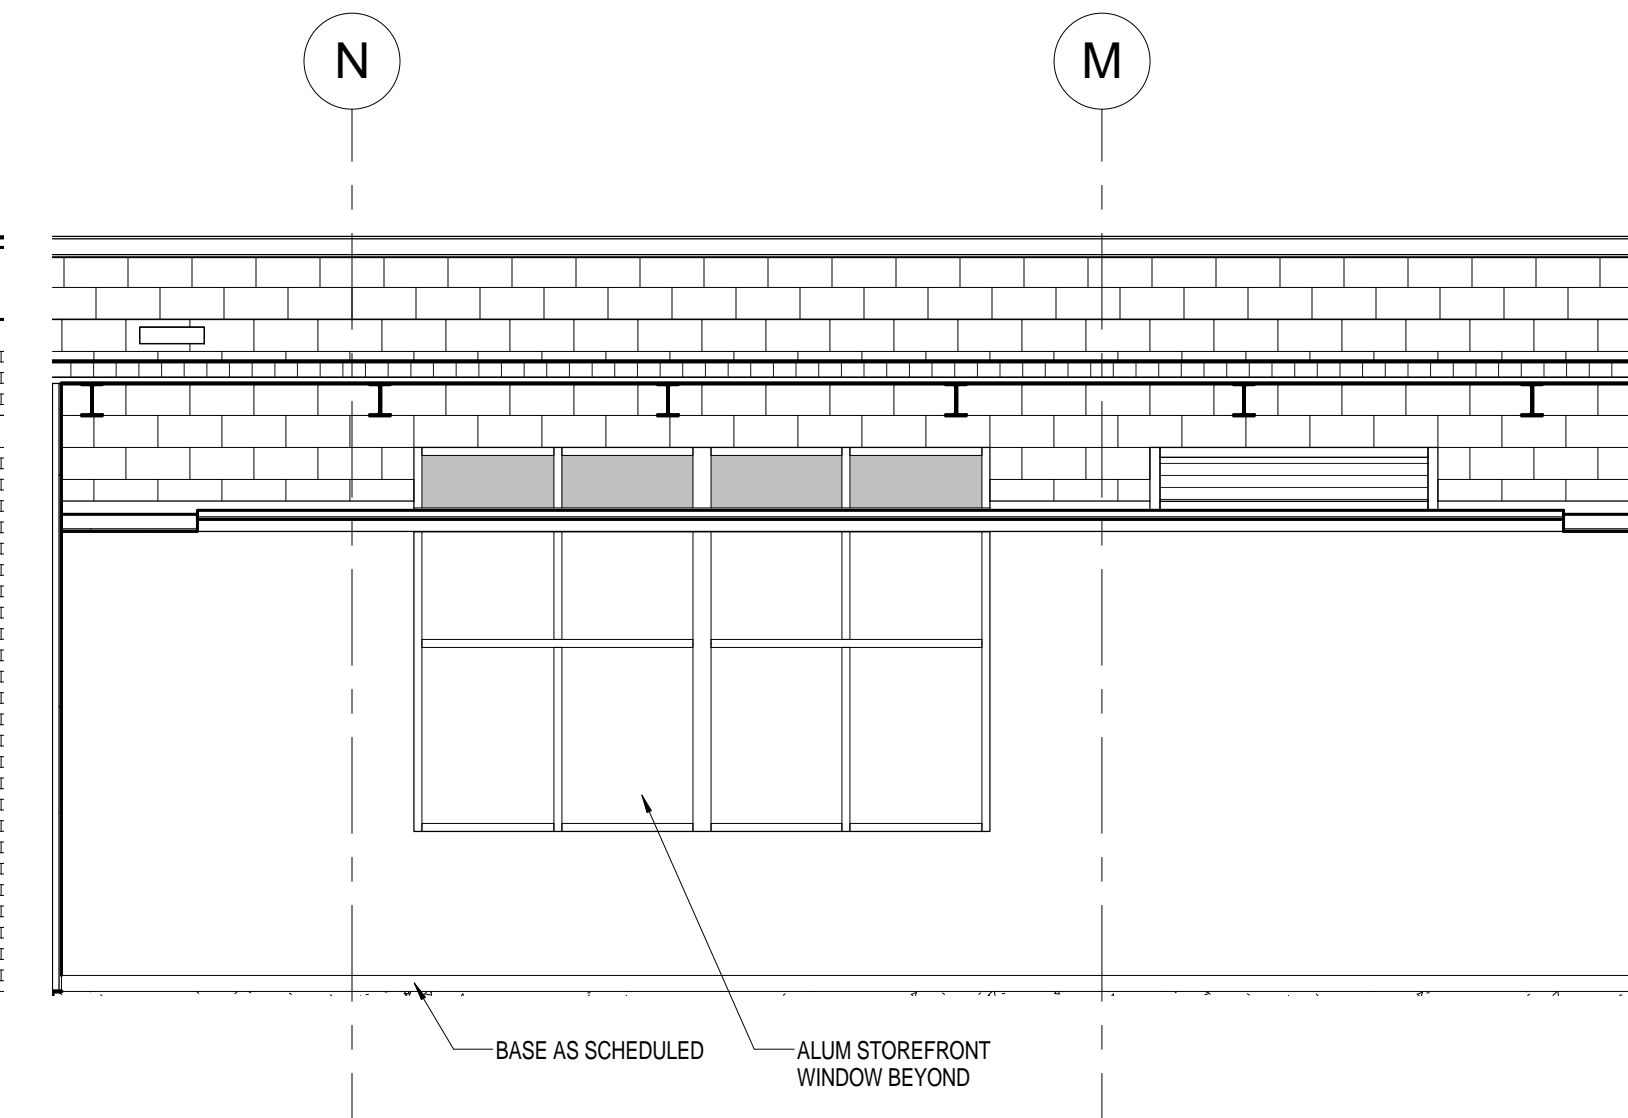 N
M
BASE AS SCHEDULED
ALUM STOREFRONT
WINDOW BEYOND